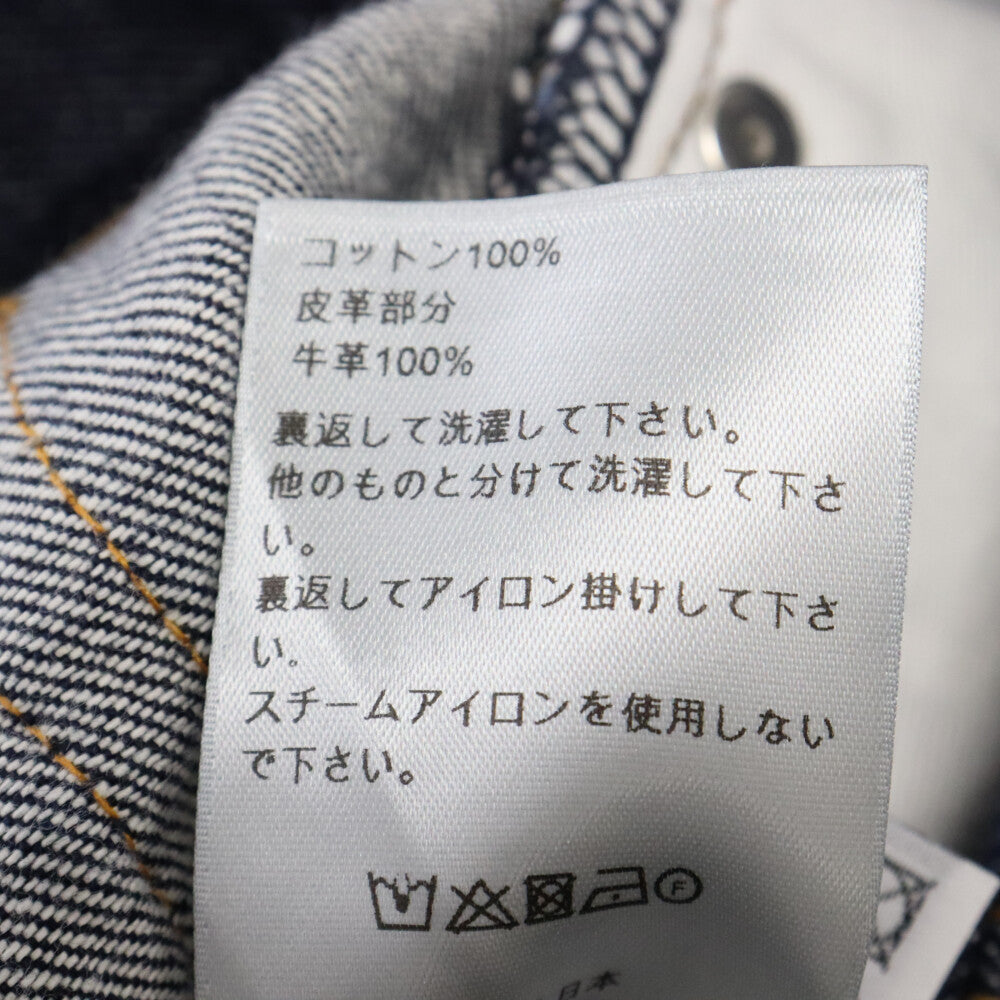 コットン100%
皮革部分
牛革100%
裏返して洗濯して下さい。
他のものと分けて洗濯して下さ
い。
裏返してアイロン掛けして下さ
い。
スチームアイロンを使用しない
で下さい。
F
日本